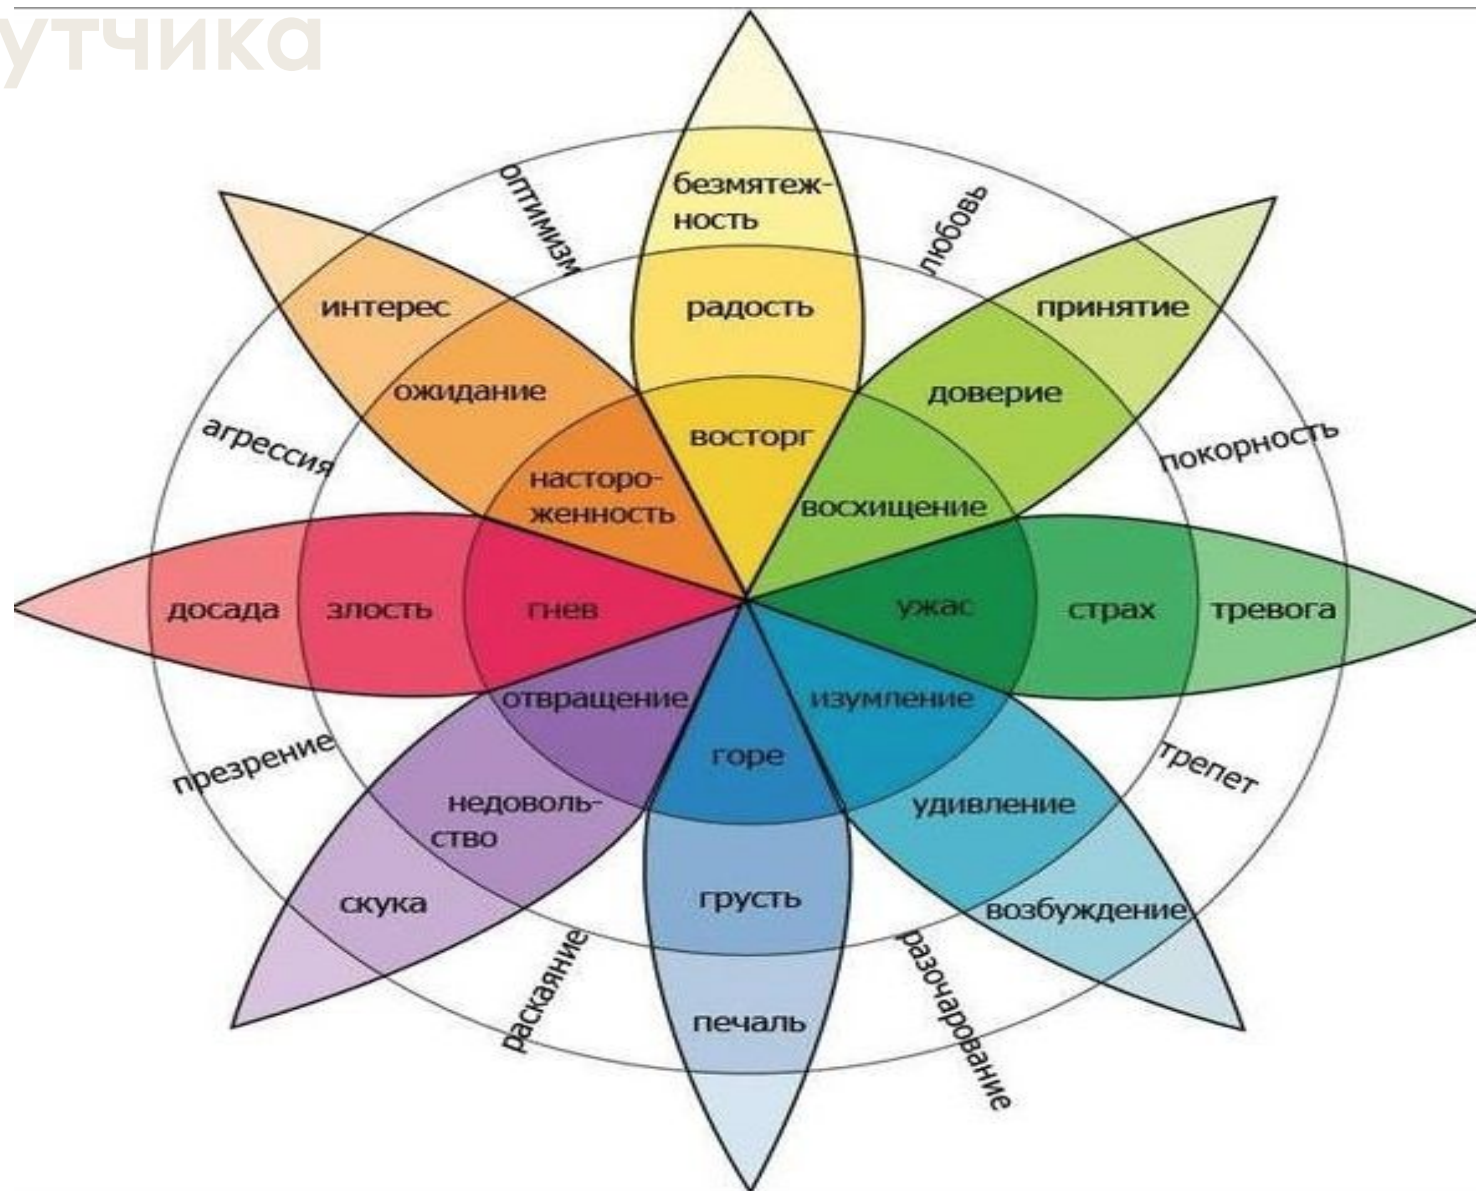 утчика
безмятеж-
ность
оптимизм
любовь
интерес
радость
принятие
ожидание
доверие
агрессия
восторг
покорность
насторо-
женность
восхищение
досада
злость
гнев
ужас
страх
тревога
отвращение
изумление
презрение
горе
трепет
недоволь-
ство
удивление
скука
грусть
возбуждение
раскаяние
печаль
разочарование